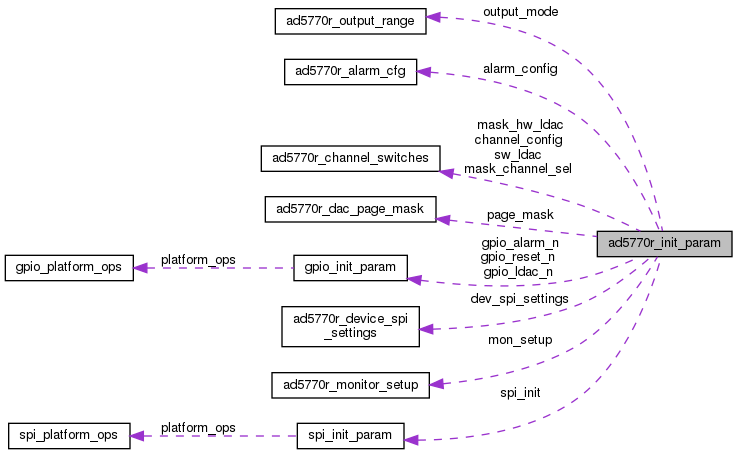 output_mode
ad5770r_output_range
alarm_config
ad5770r_alarm_cfg
mask_hw_ldac
channel_config
sw_ldac
mask_channel_sel
ad5770r_channel_switches
ad5770r_dac_page_mask
page_mask
ad5770r_init_param
gpio_alarm_n
gpio_reset_n
gpio_ldac_n
platform_ops
gpio_platform_ops
gpio_init_param
dev_spi_settings
ad5770r_device_spi
_settings
mon_setup
ad5770r_monitor_setup
spi_init
platform_ops
spi_platform_ops
spi_init_param